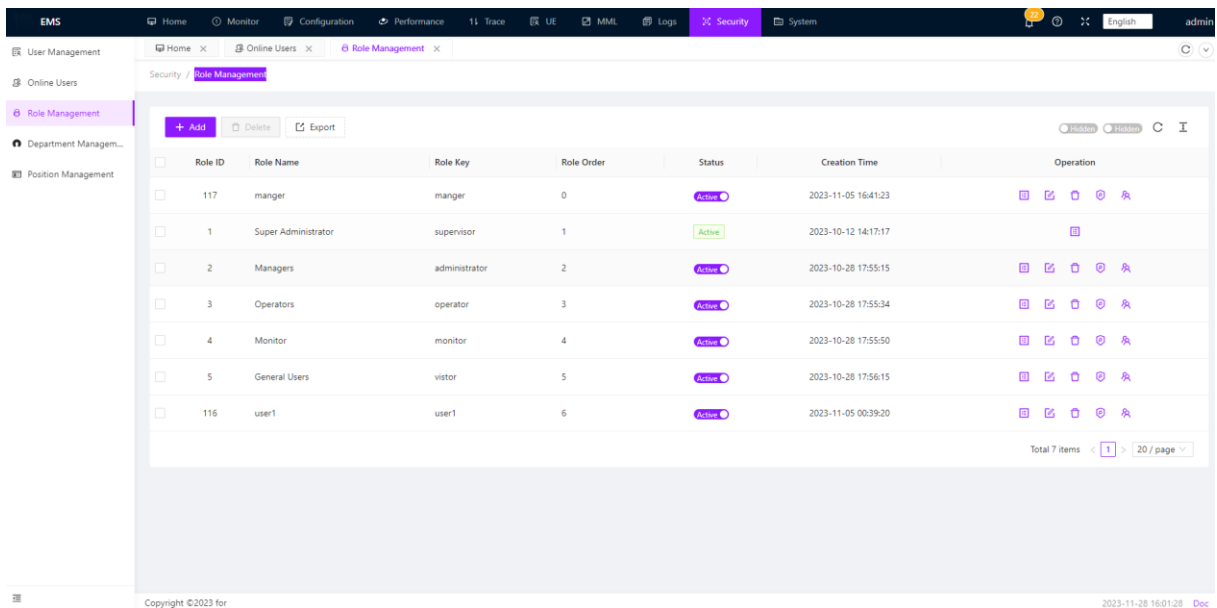 EMS Home Monitor Configuration Performance Trace UE MML Logs Security System 22 English admin
User Management
Online Users
Role Management
Department Managem...
Position Management
Home Online Users Role Management
Security / Role Management
+ Add Delete Export Hidden Hidden
Role ID Role Name Role Key Role Order Status Creation Time Operation
117 manger manger 0 Active 2023-11-05 16:41:23
1 Super Administrator supervisor 1 Active 2023-10-12 14:17:17
2 Managers administrator 2 Active 2023-10-28 17:55:15
3 Operators operator 3 Active 2023-10-28 17:55:34
4 Monitor monitor 4 Active 2023-10-28 17:55:50
5 General Users vistor 5 Active 2023-10-28 17:56:15
116 user1 user1 6 Active 2023-11-05 00:39:20
Total 7 items < 1 > 20 / page
Copyright ©2023 for 2023-11-28 16:01:28 Doc